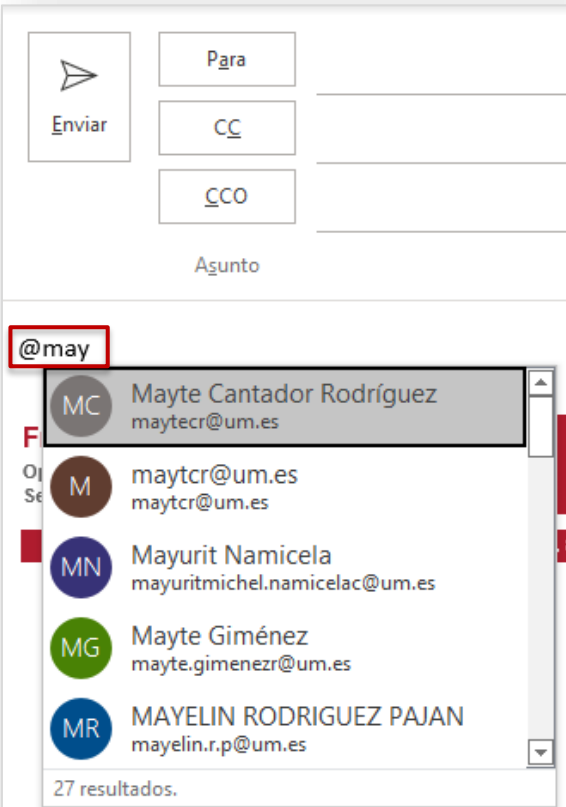 Para
Enviar
CC
CCO
Asunto
@may
MC
Mayte Cantador Rodríguez
maytecr@um.es
M
maytcr@um.es
maytcr@um.es
MN
Mayurit Namicela
mayuritmichel.namicelac@um.es
MG
Mayte Giménez
mayte.gimenezr@um.es
MR
MAYELIN RODRIGUEZ PAJAN
mayelin.r.p@um.es
27 resultados.